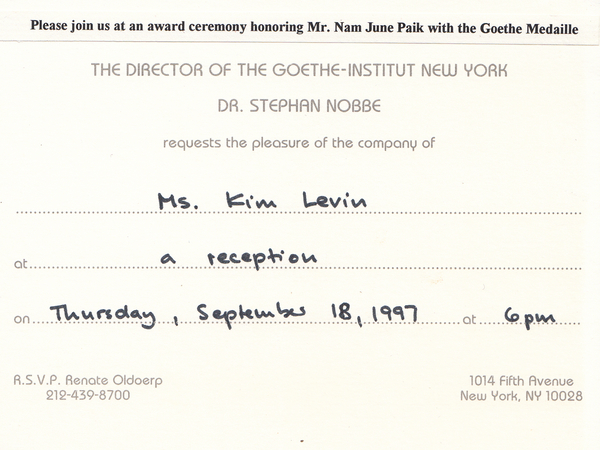 Please join us at an award ceremony honoring Mr. Nam June Paik with the Goethe Medaille
THE DIRECTOR OF THE GOETHE-INSTITUT NEW YORK
DR. STEPHAN NOBBE
requests the pleasure of the company of
Ms. Kim Levin
at a reception
on Thursday, September 18, 1997 at 6pm
R.S.V.P. Renate Oldoerp
212-439-8700
1014 Fifth Avenue
New York, NY 10028